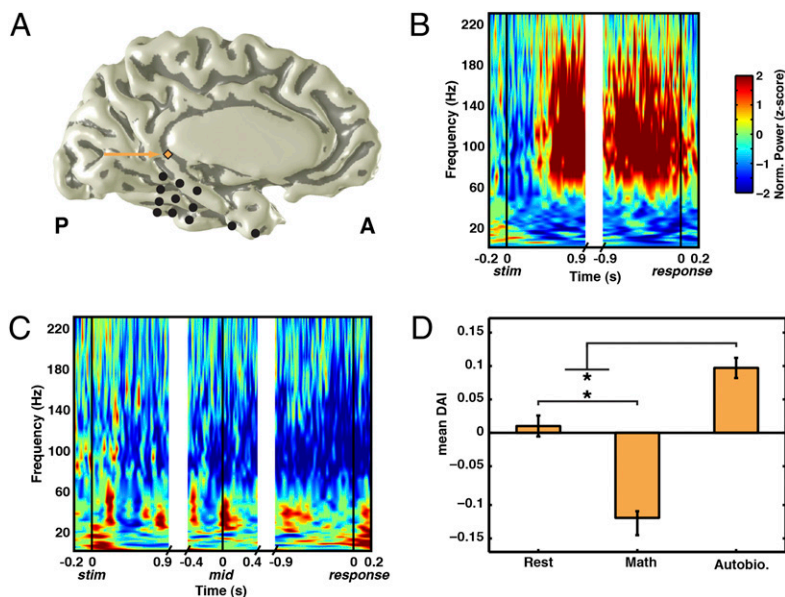 A
P
A
B
Frequency (Hz)
220
180
140
100
60
20
-0.2 0 0.9 -0.9 0 0.2
stim Time (s) response
2
1
0
−1
−2
Norm. Power (z-score)
C
Frequency (Hz)
220
180
140
100
60
20
-0.2 0 0.9 -0.4 0 0.4 -0.9 0 0.2
stim mid response
Time (s)
D
mean DAI
0.15
0.1
0.05
0
−0.05
−0.1
−0.15
*
*
Rest Math Autobio.